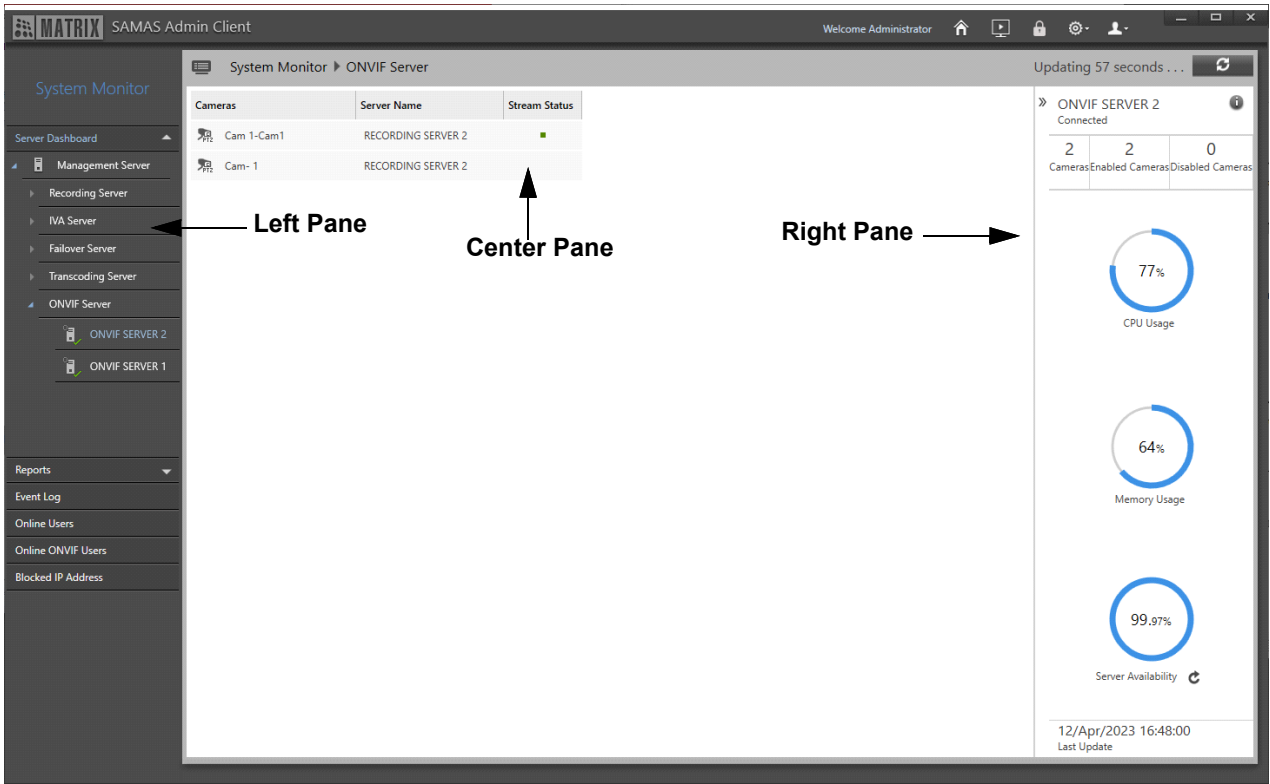 MATRIX SAMAS Admin Client
Welcome Administrator
System Monitor
System Monitor ONVIF Server
Updating 57 seconds . . .
Server Dashboard
Management Server
Recording Server
IVA Server
Failover Server
Transcoding Server
ONVIF Server
ONVIF SERVER 2
ONVIF SERVER 1
Reports
Event Log
Online Users
Online ONVIF Users
Blocked IP Address
Cameras Server Name Stream Status
PTZ Cam 1-Cam1 RECORDING SERVER 2
PTZ Cam- 1 RECORDING SERVER 2
Left Pane
Center Pane
Right Pane
ONVIF SERVER 2
Connected
2 2 0
Cameras Enabled Cameras Disabled Cameras
77%
CPU Usage
64%
Memory Usage
99.97%
Server Availability
12/Apr/2023 16:48:00
Last Update